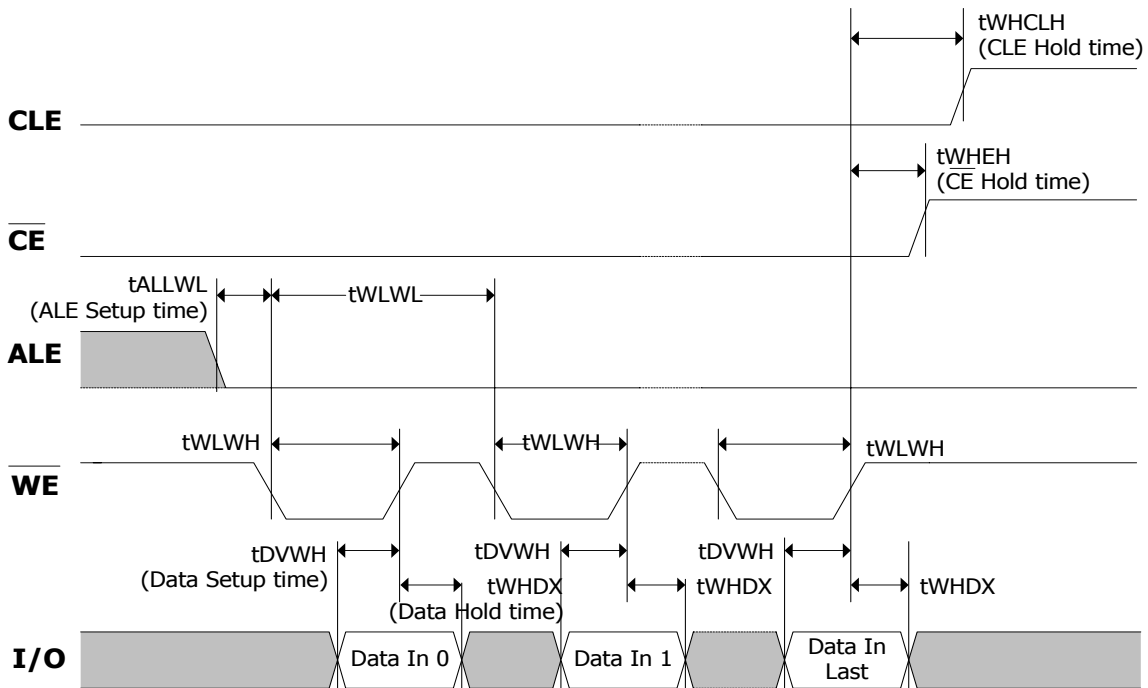 tWHCLH
(CLE Hold time)
CLE
tWHEH
(CE Hold time)
CE
tALLWL
(ALE Setup time)
tWLWL
ALE
tWLWH
tWLWH
tWLWH
WE
tDVWH
(Data Setup time)
tDVWH
tDVWH
tWHDX
(Data Hold time)
tWHDX
tWHDX
I/O
Data In 0
Data In 1
Data In
Last